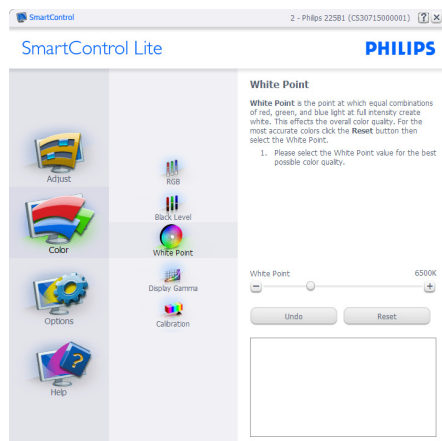 SmartControl
2 - Philips 225B1 (CS30715000001)
? X
SmartControl Lite
PHILIPS
Adjust
Color
Options
Help
RGB
Black Level
White Point
Display Gamma
Calibration
White Point
White Point is the point at which equal combinations
of red, green, and blue light at full intensity create
white. This effects the overall color quality. For the
most accurate colors click the Reset button then
select the White Point.
1. Please select the White Point value for the best
possible color quality.
White Point 6500K
Undo
Reset